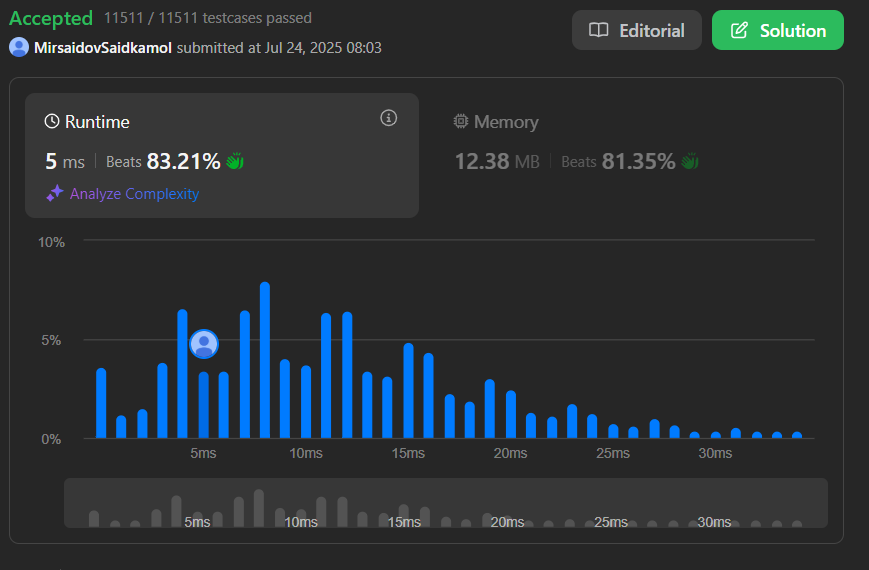 Accepted 11511 / 11511 testcases passed
MirsaidovSaidkamol submitted at Jul 24, 2025 08:03
Editorial
Solution
Runtime
5 ms | Beats 83.21%
Analyze Complexity
Memory
12.38 MB | Beats 81.35%
10%
5%
0%
5ms 10ms 15ms 20ms 25ms 30ms
5ms 10ms 15ms 20ms 25ms 30ms